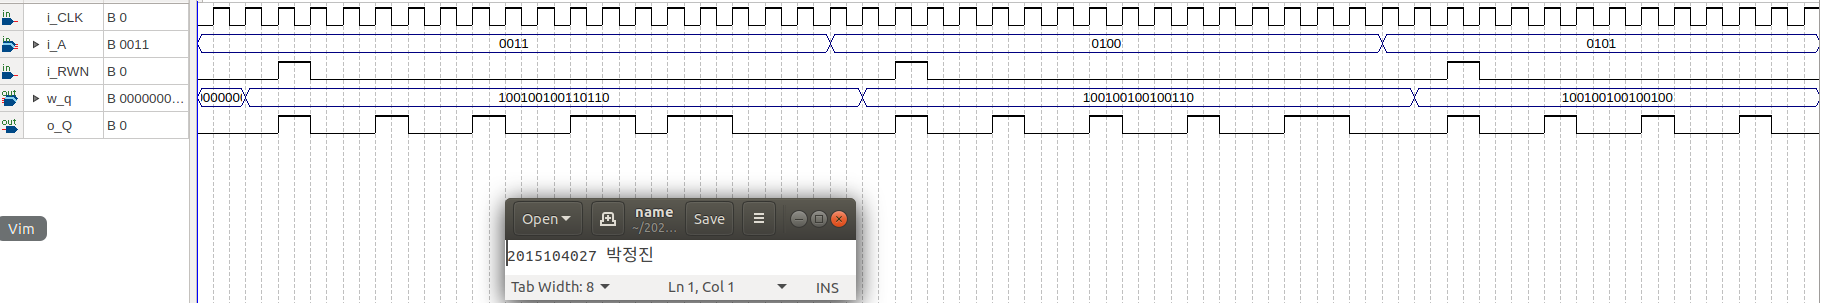 in i_CLK B 0
in i_A B 0011 0011 0100 0101
in i_RWN B 0
out w_q B 0000000... 000000 100100100110110 100100100100110 100100100100100
out o_Q B 0
Vim
Open name Save
~/202...
2015104027 박정진
Tab Width: 8 Ln 1, Col 1 INS